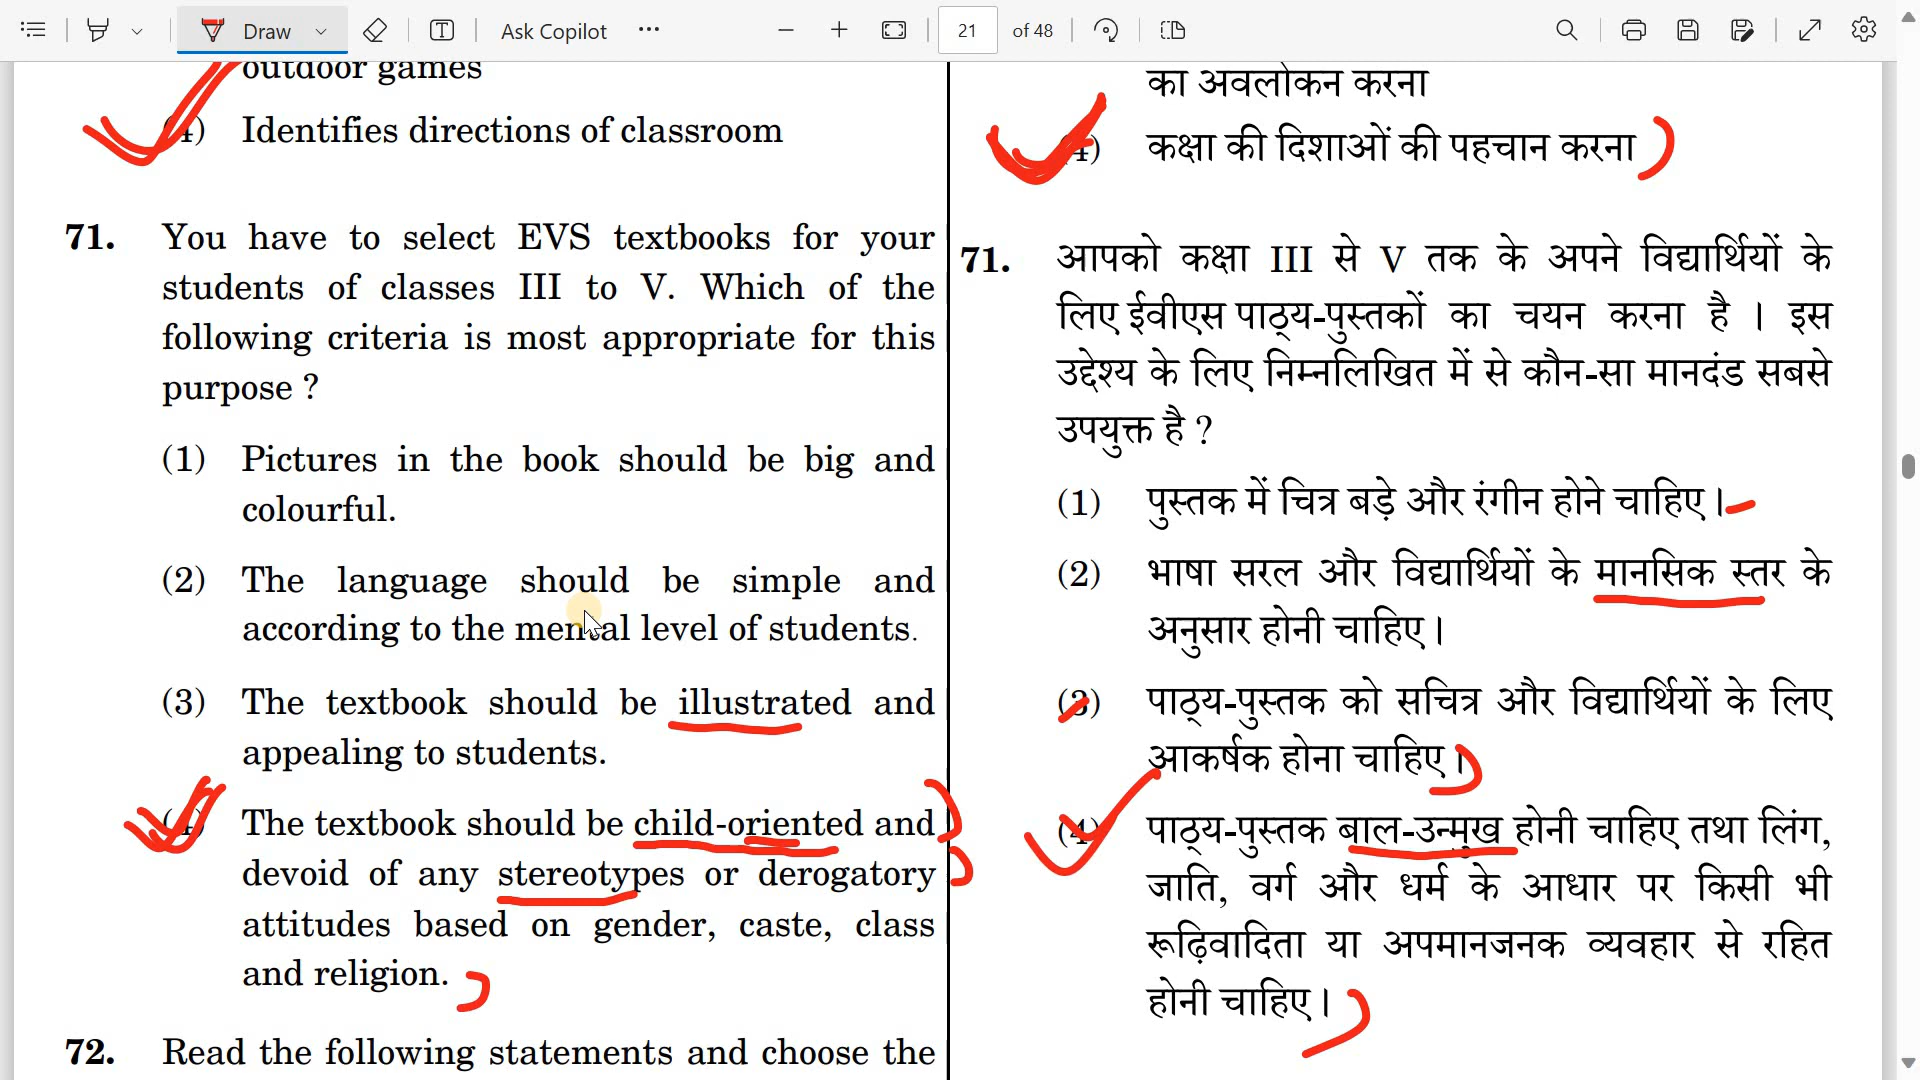 Draw
Ask Copilot
21 of 48
outdoor games
(4) Identifies directions of classroom
71. You have to select EVS textbooks for your
students of classes III to V. Which of the
following criteria is most appropriate for this
purpose ?
(1) Pictures in the book should be big and
colourful.
(2) The language should be simple and
according to the mental level of students.
(3) The textbook should be illustrated and
appealing to students.
(4) The textbook should be child-oriented and
devoid of any stereotypes or derogatory
attitudes based on gender, caste, class
and religion.
72. Read the following statements and choose the
का अवलोकन करना
(4) कक्षा की दिशाओं की पहचान करना
71. आपको कक्षा III से V तक के अपने विद्यार्थियों के
लिए ईवीएस पाठ्य-पुस्तकों का चयन करना है । इस
उद्देश्य के लिए निम्नलिखित में से कौन-सा मानदंड सबसे
उपयुक्त है ?
(1) पुस्तक में चित्र बड़े और रंगीन होने चाहिए ।
(2) भाषा सरल और विद्यार्थियों के मानसिक स्तर के
अनुसार होनी चाहिए ।
(3) पाठ्य-पुस्तक को सचित्र और विद्यार्थियों के लिए
आकर्षक होना चाहिए ।
(4) पाठ्य-पुस्तक बाल-उन्मुख होनी चाहिए तथा लिंग,
जाति, वर्ग और धर्म के आधार पर किसी भी
रूढ़िवादिता या अपमानजनक व्यवहार से रहित
होनी चाहिए ।